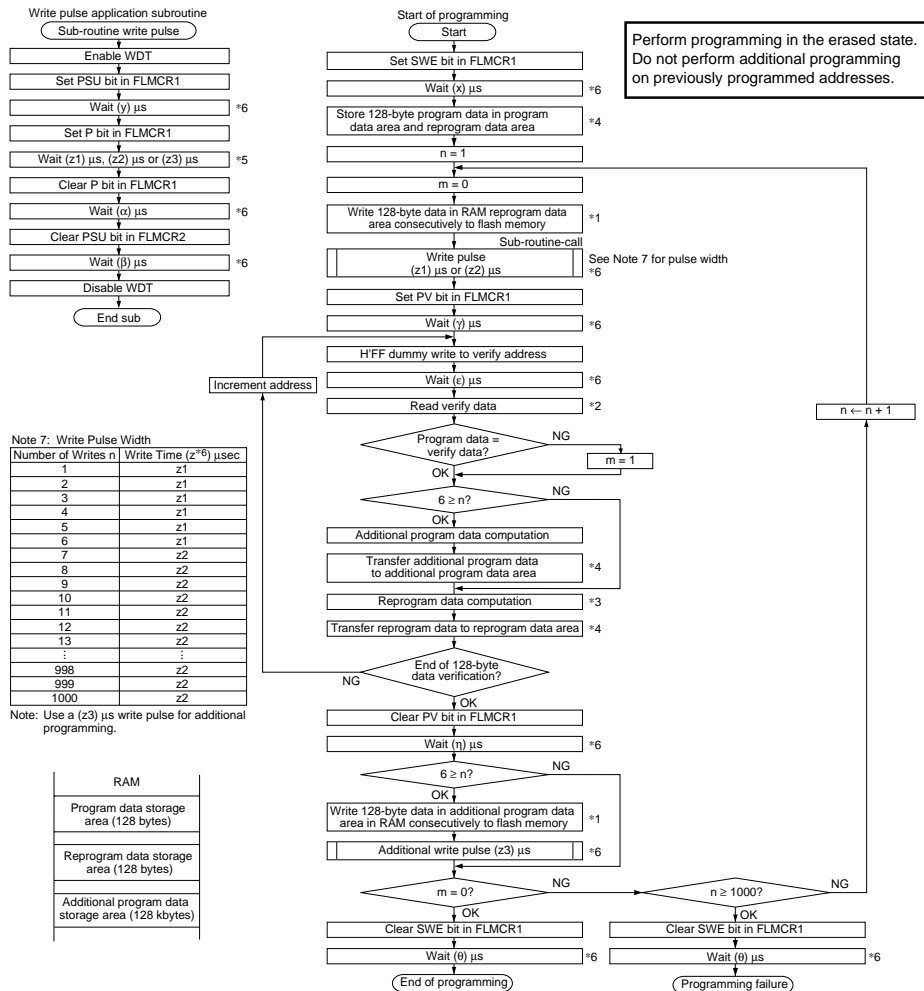 Write pulse application subroutine
Sub-routine write pulse
Enable WDT
Set PSU bit in FLMCR1
Wait (y) µs
*6
Set P bit in FLMCR1
Wait (z1) µs, (z2) µs or (z3) µs
*5
Clear P bit in FLMCR1
Wait (α) µs
*6
Clear PSU bit in FLMCR2
Wait (β) µs
*6
Disable WDT
End sub
Start of programming
Start
Set SWE bit in FLMCR1
Wait (x) µs
*6
Store 128-byte program data in program
data area and reprogram data area
*4
n = 1
m = 0
Write 128-byte data in RAM reprogram data
area consecutively to flash memory
*1
Sub-routine-call
Write pulse
(z1) µs or (z2) µs
See Note 7 for pulse width
*6
Set PV bit in FLMCR1
Wait (γ) µs
*6
H'FF dummy write to verify address
Wait (ε) µs
*6
Read verify data
*2
Increment address
Program data =
verify data?
NG
m = 1
OK
6 ≥ n?
NG
OK
Additional program data computation
Transfer additional program data
to additional program data area
*4
Reprogram data computation
*3
Transfer reprogram data to reprogram data area
*4
End of 128-byte
data verification?
NG
OK
Clear PV bit in FLMCR1
Wait (η) µs
*6
6 ≥ n?
NG
OK
Write 128-byte data in additional program data
area in RAM consecutively to flash memory
*1
Additional write pulse (z3) µs
*6
m = 0?
NG
OK
Clear SWE bit in FLMCR1
Wait (θ) µs
*6
End of programming
n ≥ 1000?
NG
OK
Clear SWE bit in FLMCR1
Wait (θ) µs
*6
Programming failure
n ← n + 1
Perform programming in the erased state.
Do not perform additional programming
on previously programmed addresses.
Note 7: Write Pulse Width
Number of Writes n Write Time (z*6) µsec
1 z1
2 z1
3 z1
4 z1
5 z1
6 z1
7 z2
8 z2
9 z2
10 z2
11 z2
12 z2
13 z2
⋮ ⋮
998 z2
999 z2
1000 z2
Note: Use a (z3) µs write pulse for additional
programming.
RAM
Program data storage
area (128 bytes)
Reprogram data storage
area (128 bytes)
Additional program data
storage area (128 kbytes)